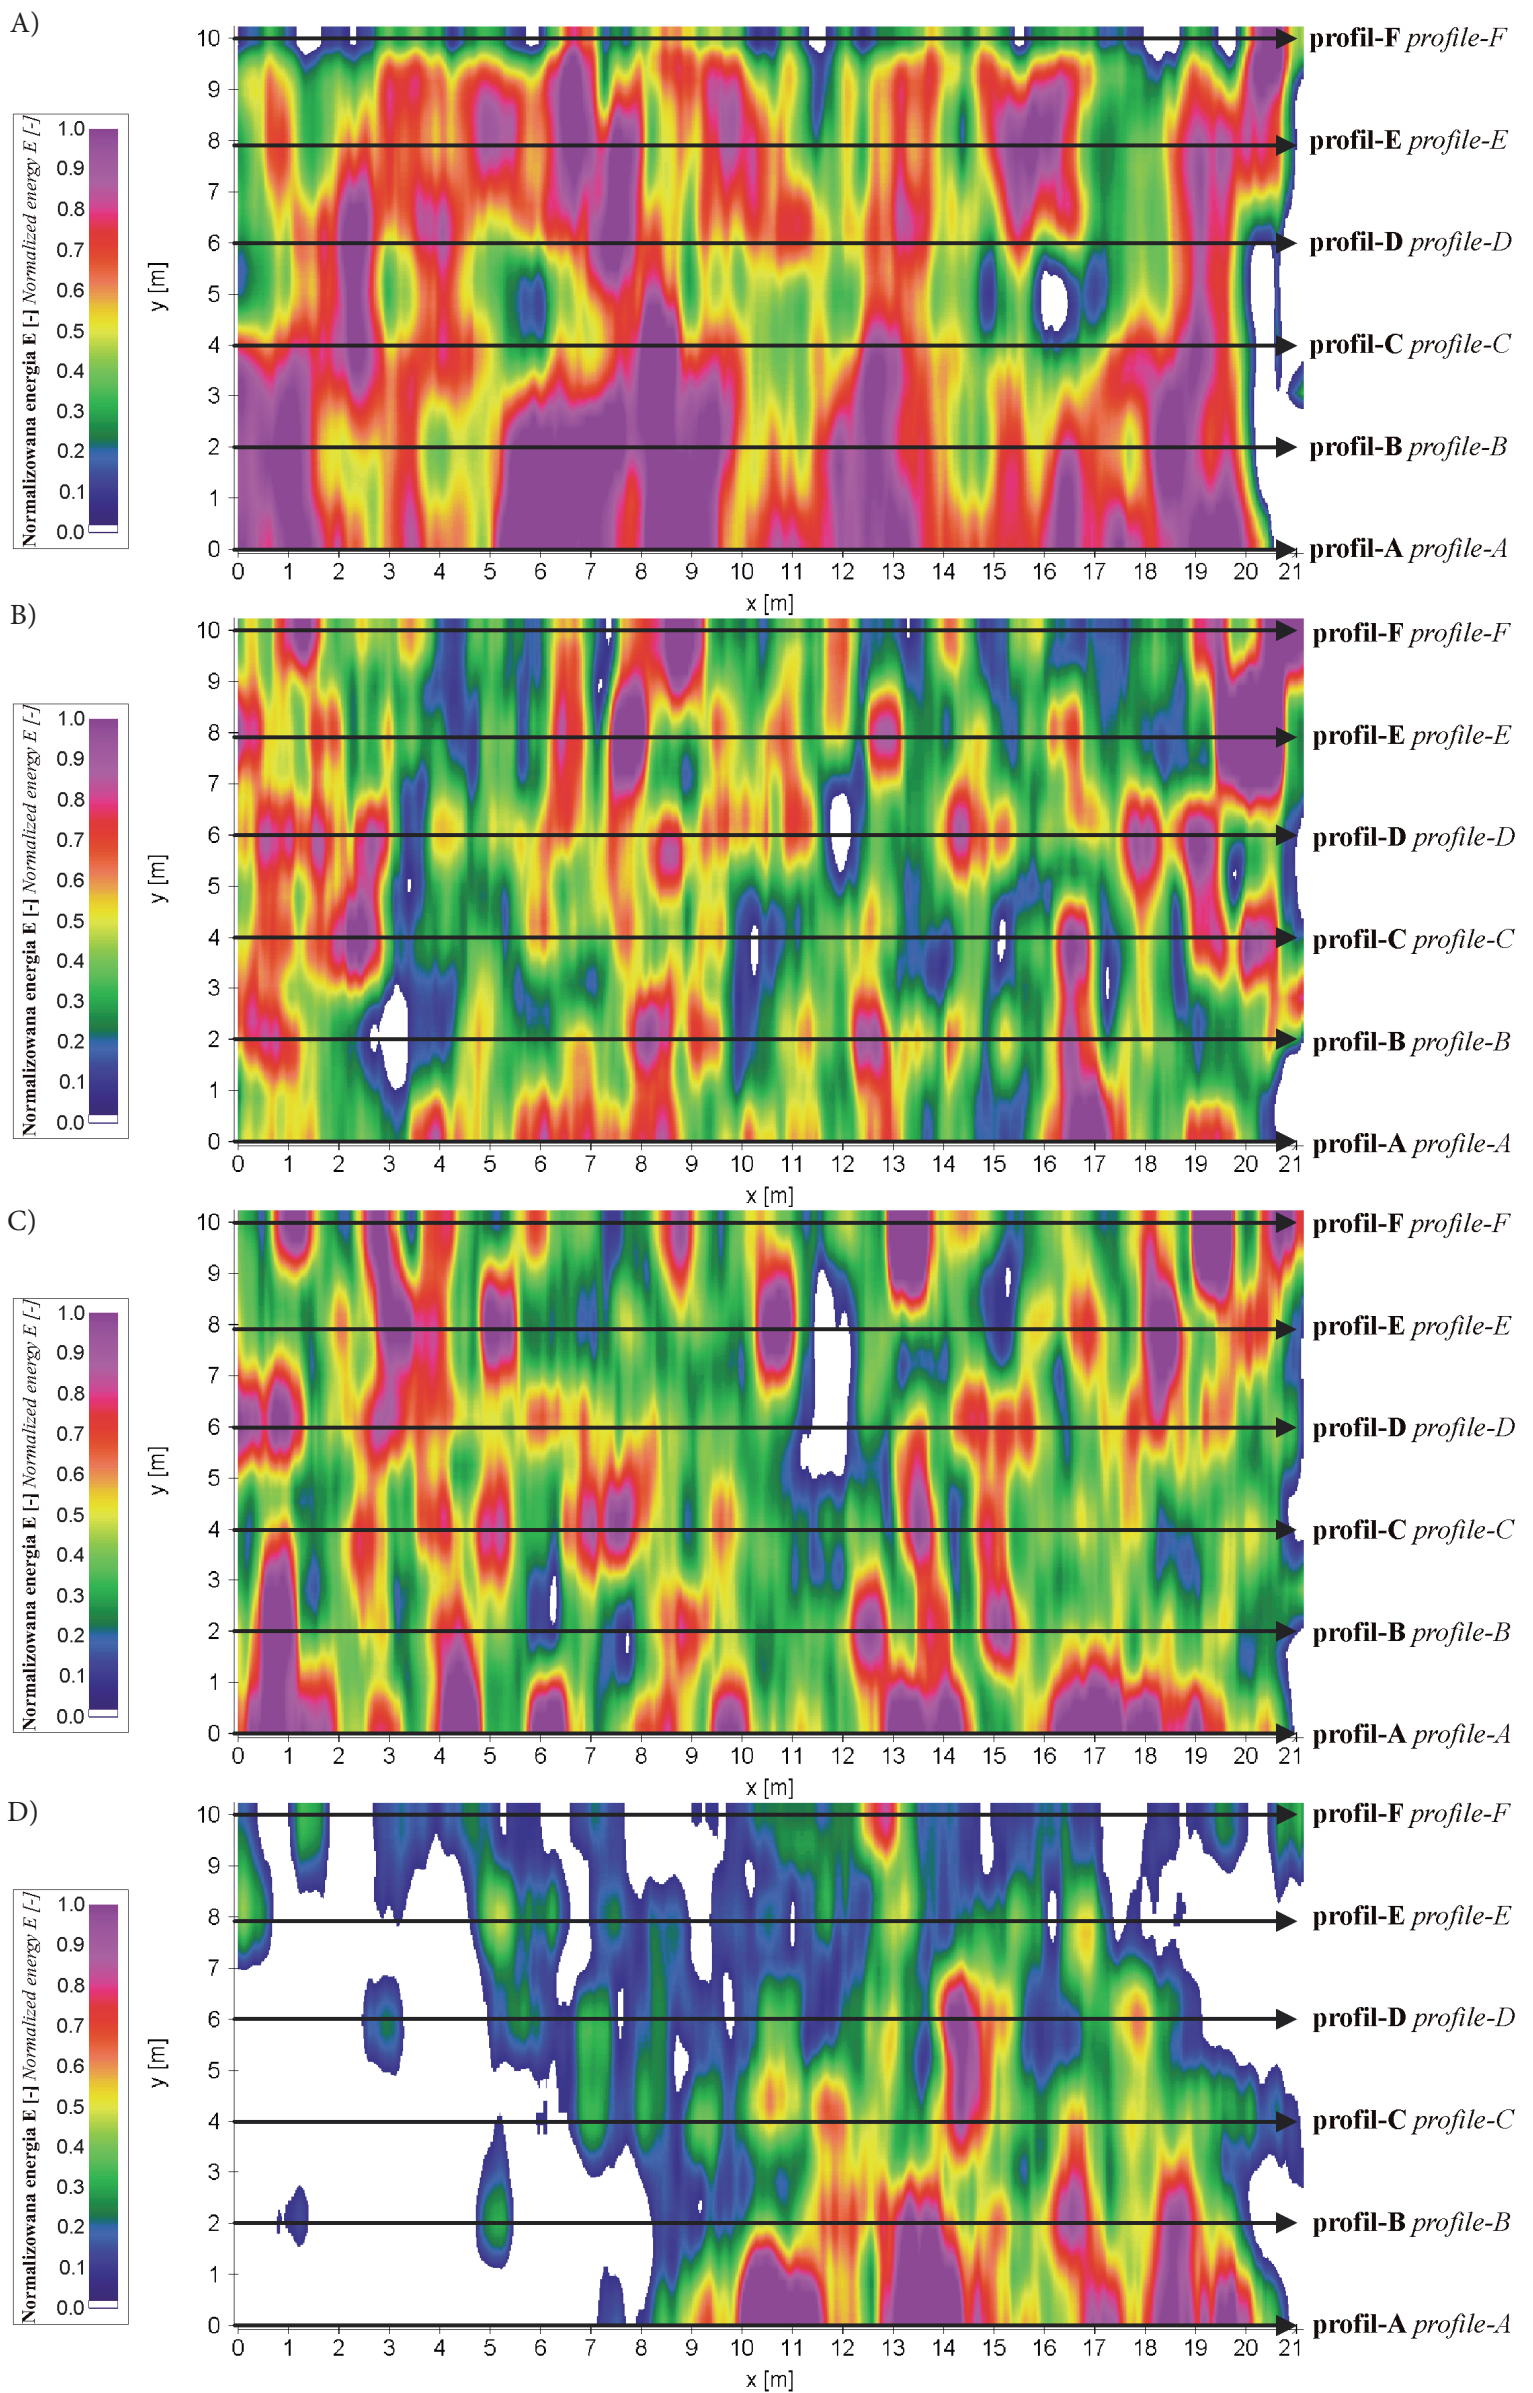 A)
Normalizowana energia E [-] Normalized energy E [-]
1.0
0.9
0.8
0.7
0.6
0.5
0.4
0.3
0.2
0.1
0.0
y [m]
10
9
8
7
6
5
4
3
2
1
0
0 1 2 3 4 5 6 7 8 9 10 11 12 13 14 15 16 17 18 19 20 21
x [m]
profil-F profile-F
profil-E profile-E
profil-D profile-D
profil-C profile-C
profil-B profile-B
profil-A profile-A
B)
Normalizowana energia E [-] Normalized energy E [-]
1.0
0.9
0.8
0.7
0.6
0.5
0.4
0.3
0.2
0.1
0.0
y [m]
10
9
8
7
6
5
4
3
2
1
0
0 1 2 3 4 5 6 7 8 9 10 11 12 13 14 15 16 17 18 19 20 21
x [m]
profil-F profile-F
profil-E profile-E
profil-D profile-D
profil-C profile-C
profil-B profile-B
profil-A profile-A
C)
Normalizowana energia E [-] Normalized energy E [-]
1.0
0.9
0.8
0.7
0.6
0.5
0.4
0.3
0.2
0.1
0.0
y [m]
10
9
8
7
6
5
4
3
2
1
0
0 1 2 3 4 5 6 7 8 9 10 11 12 13 14 15 16 17 18 19 20 21
x [m]
profil-F profile-F
profil-E profile-E
profil-D profile-D
profil-C profile-C
profil-B profile-B
profil-A profile-A
D)
Normalizowana energia E [-] Normalized energy E [-]
1.0
0.9
0.8
0.7
0.6
0.5
0.4
0.3
0.2
0.1
0.0
y [m]
10
9
8
7
6
5
4
3
2
1
0
0 1 2 3 4 5 6 7 8 9 10 11 12 13 14 15 16 17 18 19 20 21
x [m]
profil-F profile-F
profil-E profile-E
profil-D profile-D
profil-C profile-C
profil-B profile-B
profil-A profile-A